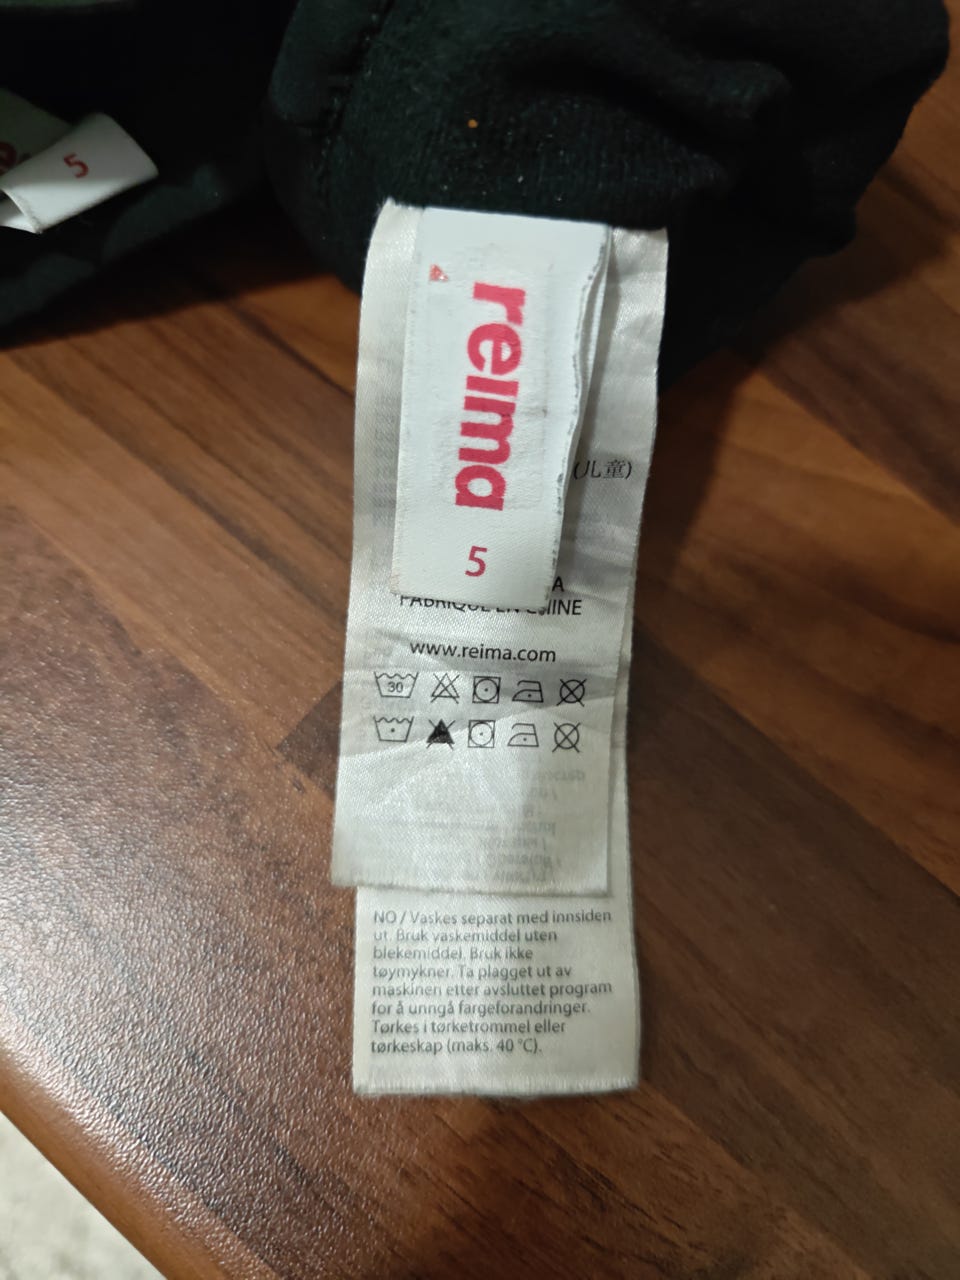 5
reima
5
(儿童)
A
FABRIQUÉ EN CHINE
www.reima.com
30
NO / Vaskes separat med innsiden
ut. Bruk vaskemiddel uten
blekemiddel. Bruk ikke
tøymykner. Ta plagget ut av
maskinen etter avsluttet program
for å unngå fargeforandringer.
Tørkes i tørketrommel eller
tørkeskap (maks. 40 °C).